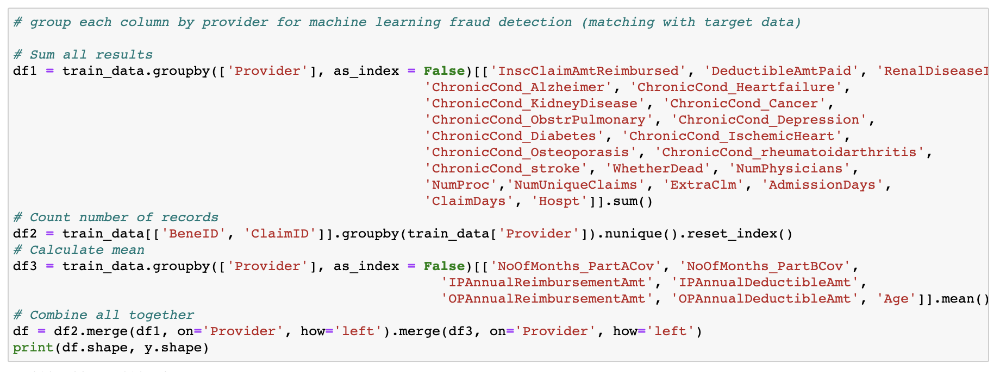 # group each column by provider for machine learning fraud detection (matching with target data)
# Sum all results
df1 = train_data.groupby(['Provider'], as_index = False)[['InscClaimAmtReimbursed', 'DeductibleAmtPaid', 'RenalDiseaseI
'ChronicCond_Alzheimer', 'ChronicCond_Heartfailure',
'ChronicCond_KidneyDisease', 'ChronicCond_Cancer',
'ChronicCond_ObstrPulmonary', 'ChronicCond_Depression',
'ChronicCond_Diabetes', 'ChronicCond_IschemicHeart',
'ChronicCond_Osteoporasis', 'ChronicCond_rheumatoidarthritis',
'ChronicCond_stroke', 'WhetherDead', 'NumPhysicians',
'NumProc','NumUniqueClaims', 'ExtraClm', 'AdmissionDays',
'ClaimDays', 'Hospt']].sum()
# Count number of records
df2 = train_data[['BeneID', 'ClaimID']].groupby(train_data['Provider']).nunique().reset_index()
# Calculate mean
df3 = train_data.groupby(['Provider'], as_index = False)[['NoOfMonths_PartACov', 'NoOfMonths_PartBCov',
'IPAnnualReimbursementAmt', 'IPAnnualDeductibleAmt',
'OPAnnualReimbursementAmt', 'OPAnnualDeductibleAmt', 'Age']].mean()
# Combine all together
df = df2.merge(df1, on='Provider', how='left').merge(df3, on='Provider', how='left')
print(df.shape, y.shape)